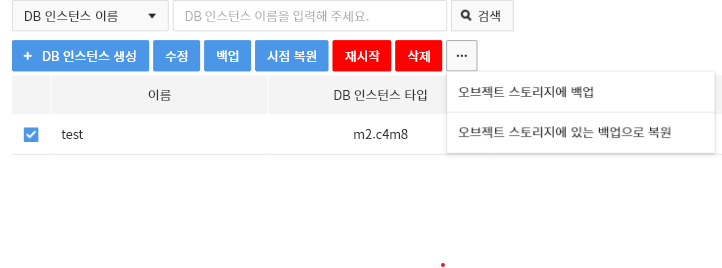 DB 인스턴스 이름 DB 인스턴스 이름을 입력해 주세요. 검색
+ DB 인스턴스 생성 수정 백업 시점 복원 재시작 삭제 ...
이름 DB 인스턴스 타입
오브젝트 스토리지에 백업
test m2.c4m8
오브젝트 스토리지에 있는 백업으로 복원